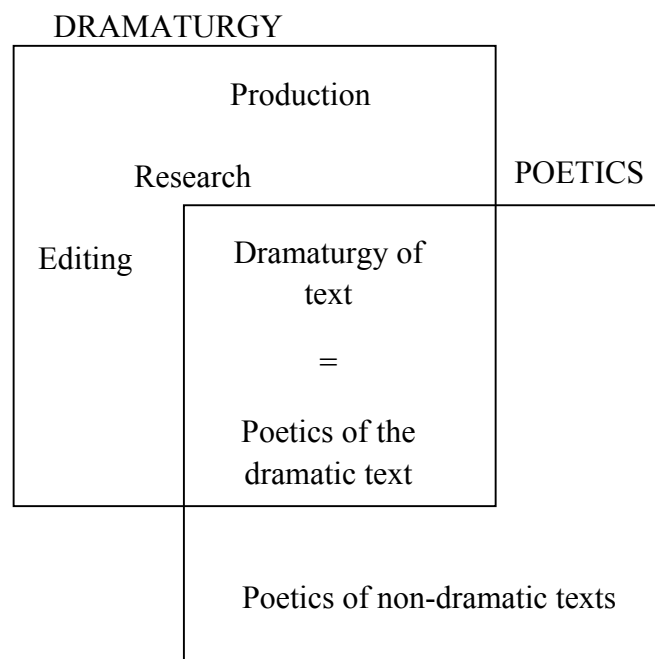 DRAMATURGY
Production
Research
POETICS
Editing
Dramaturgy of
text
=
Poetics of the
dramatic text
Poetics of non-dramatic texts